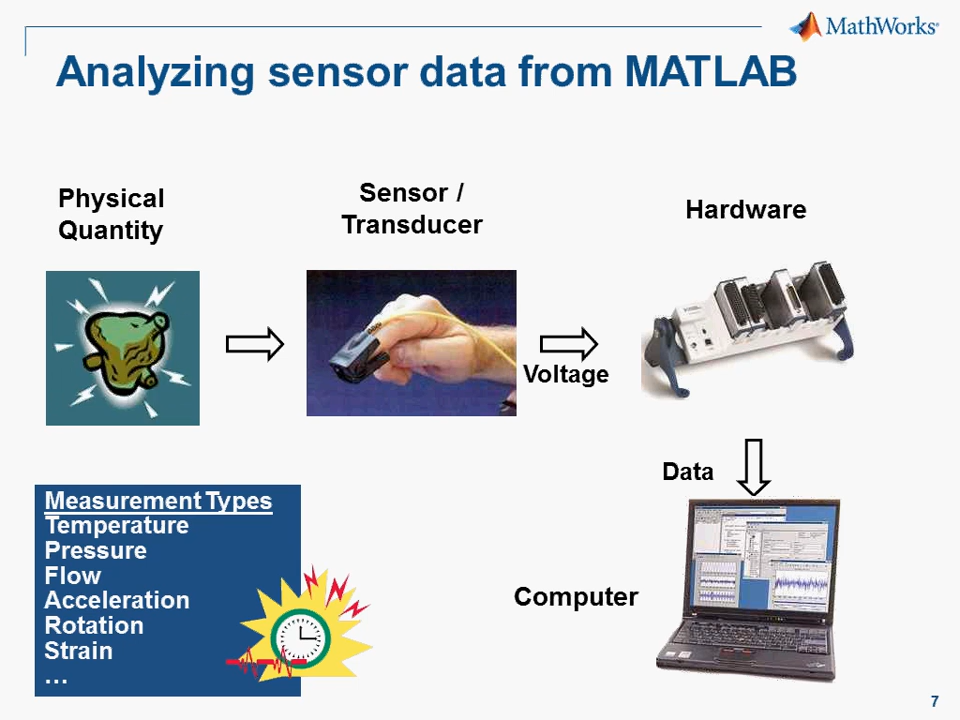 MathWorks®
Analyzing sensor data from MATLAB
Physical
Quantity
Sensor /
Transducer
Hardware
Voltage
Data
Measurement Types
Temperature
Pressure
Flow
Acceleration
Rotation
Strain
...
Computer
7